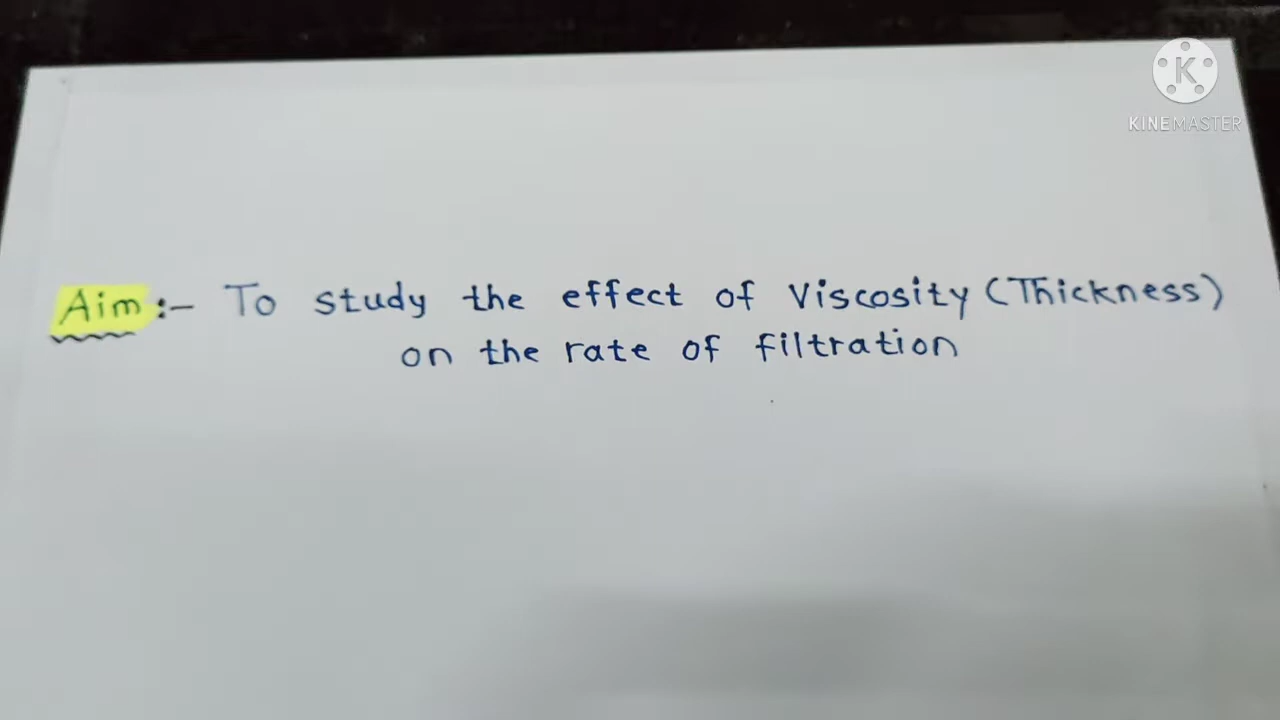 K
KINEMASTER
Aim :- To study the effect of Viscosity (Thickness)
on the rate of filtration